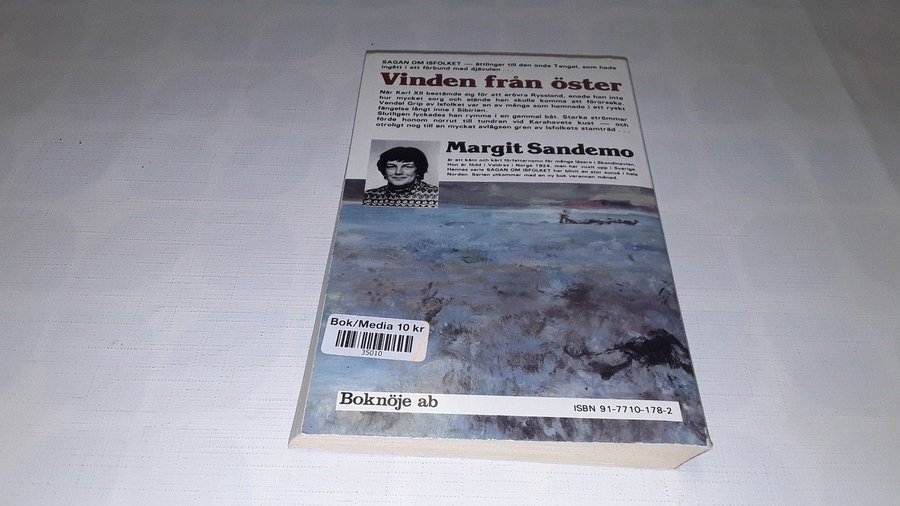 SAGAN OM ISFOLKET — ättlingar till den onde Tengel, som hade
ingått i ett förbund med djävulen . . .
Vinden från öster
När Karl XII bestämde sig för att erövra Ryssland, anade han inte
hur mycket sorg och elände han skulle komma att förorsaka.
Vendel Grip av Isfolket var en av många som hamnade i ett ryskt
fängelse långt inne i Sibirien.
Slutligen lyckades han rymma i en gammal båt. Starka strömmar
förde honom norrut till tundran vid Karahavets kust — och
otroligt nog till en mycket avlägsen gren av Isfolkets stamträd . . .
Margit Sandemo
är ett känt och kärt författarnamn för många läsare i Skandinavien.
Hon är född i Valdres i Norge 1924, men har vuxit opp i Sverige.
Hennes serie SAGAN OM ISFOLKET har blivit en stor succé i hela
Norden. Serien utkommer med en ny bok varannan månad.
Bok/Media 10 kr
35010
Boknöje ab
ISBN 91-7710-178-2